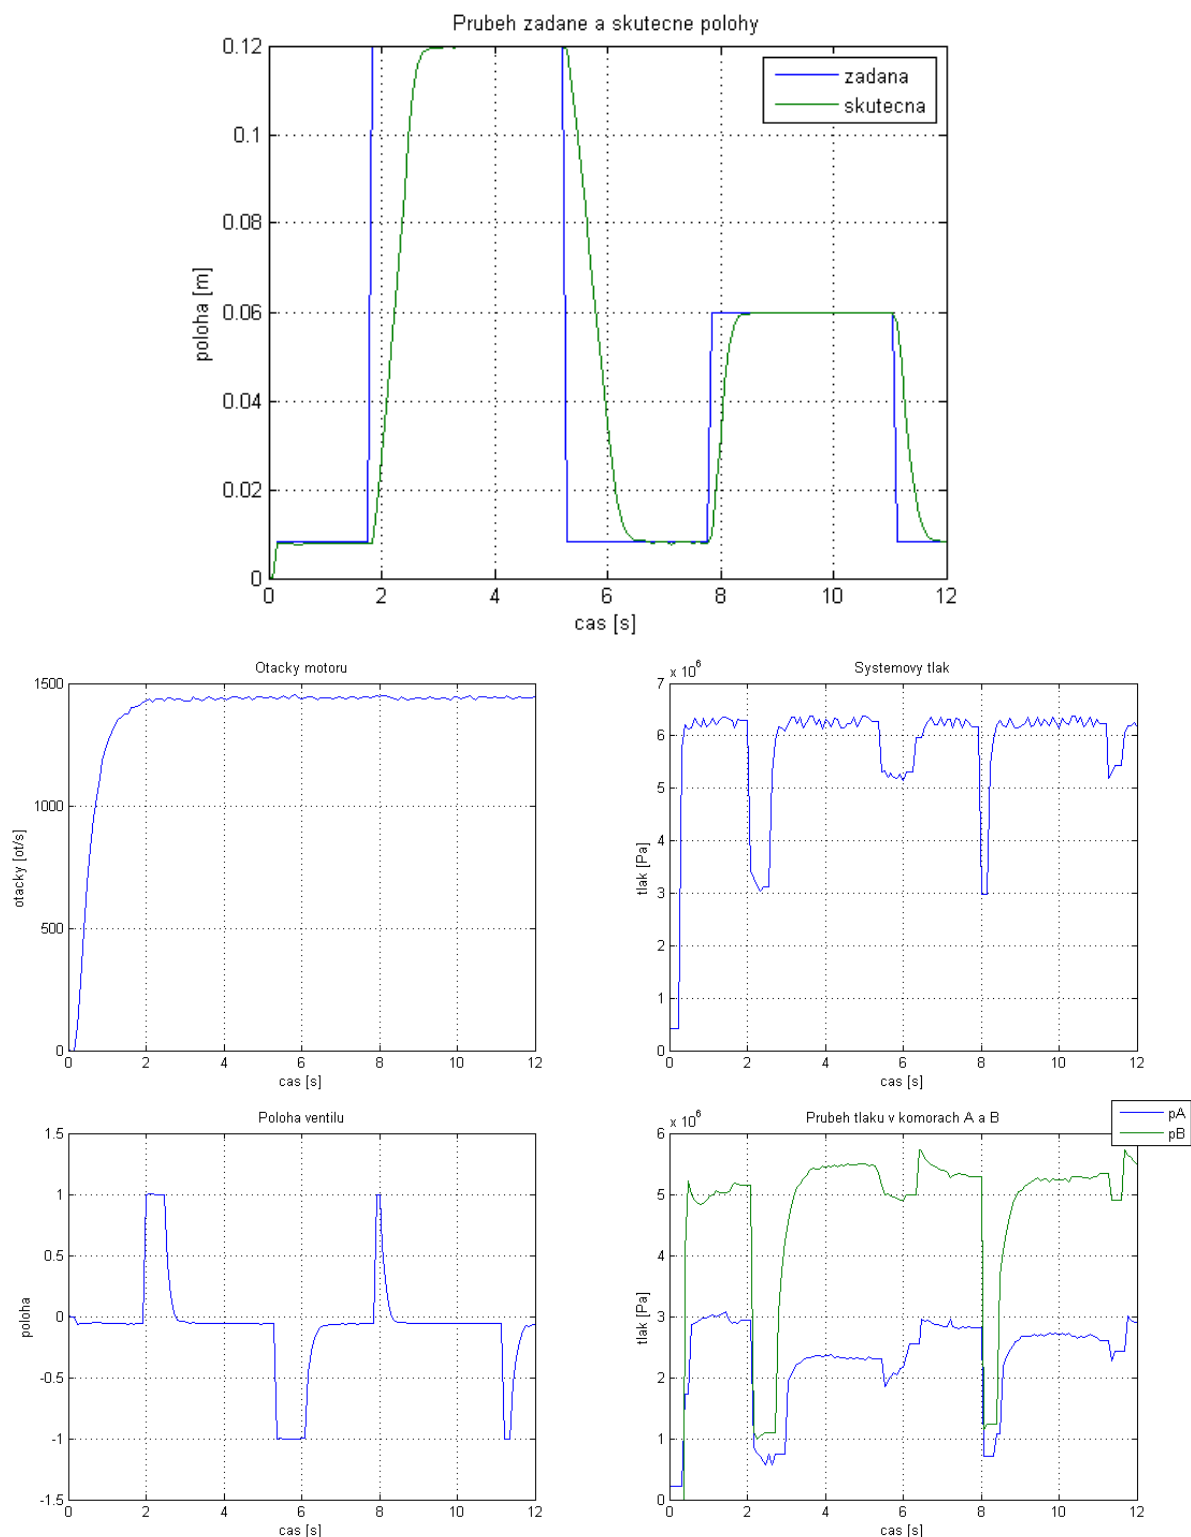 Prubeh zadane a skutecne polohy
0.12
0.1
0.08
0.06
0.04
0.02
0
poloha [m]
zadana
skutecna
0 2 4 6 8 10 12
cas [s]
Otacky motoru
1500
1000
500
0
otacky [ot/s]
0 2 4 6 8 10 12
cas [s]
Systemovy tlak
x 10^6
7
6
5
4
3
2
1
0
tlak [Pa]
0 2 4 6 8 10 12
cas [s]
Poloha ventilu
1.5
1
0.5
0
-0.5
-1
-1.5
poloha
0 2 4 6 8 10 12
cas [s]
Prubeh tlaku v komorach A a B
x 10^6
pA
pB
6
5
4
3
2
1
0
tlak [Pa]
0 2 4 6 8 10 12
cas [s]